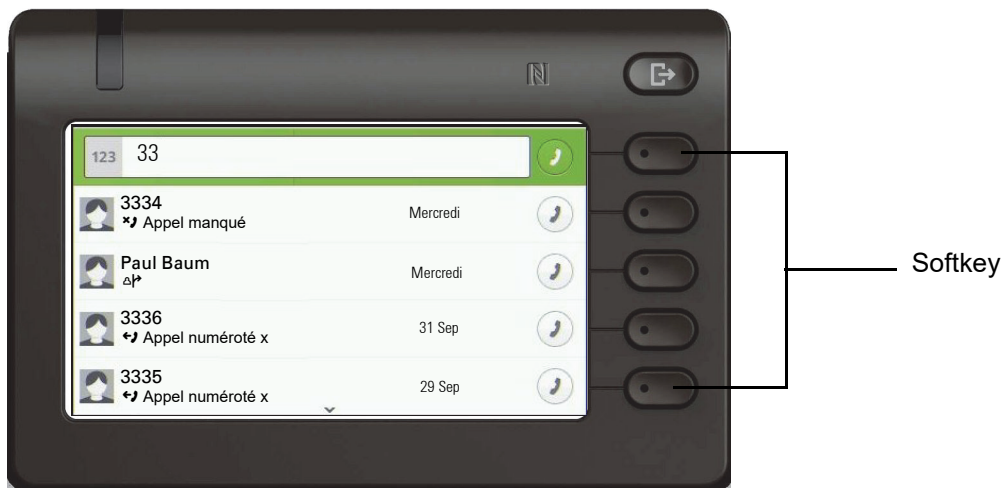 123 33
3334
Appel manqué
Mercredi
Paul Baum
Mercredi
3336
Appel numéroté x
31 Sep
3335
Appel numéroté x
29 Sep
Softkey